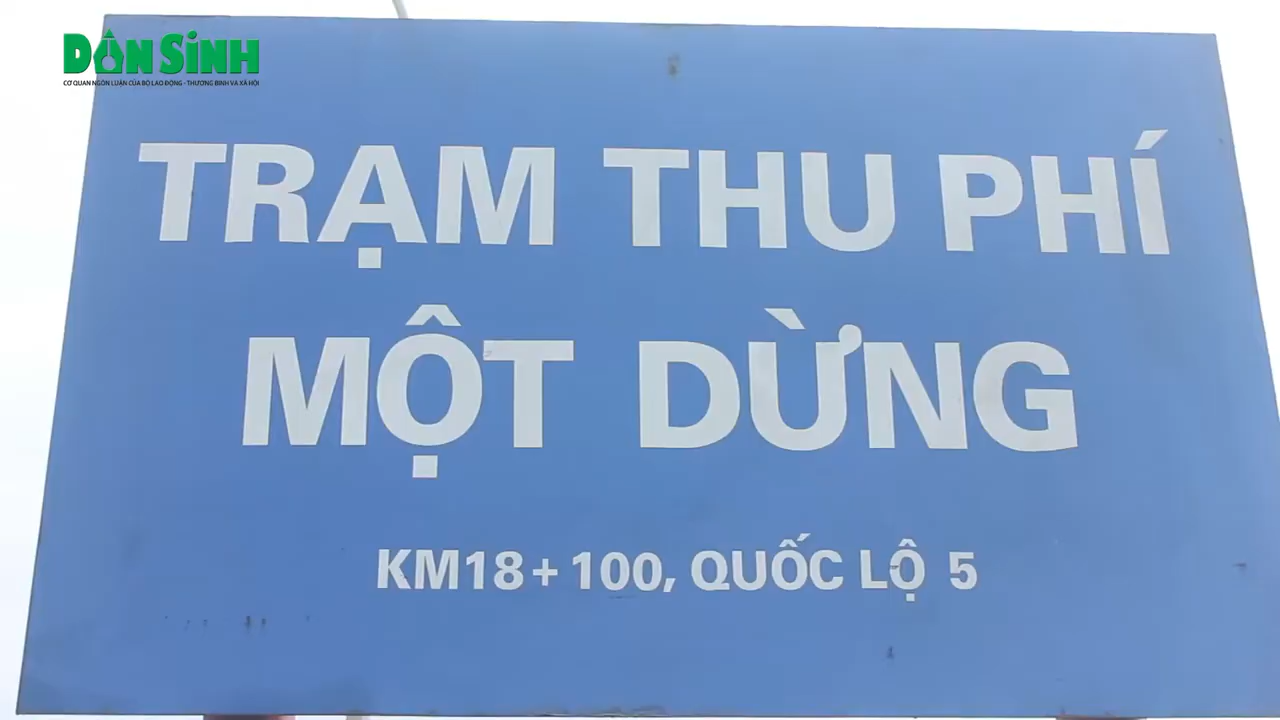 DÂN SINH
CƠ QUAN NGÔN LUẬN CỦA BỘ LAO ĐỘNG - THƯƠNG BINH VÀ XÃ HỘI
TRẠM THU PHÍ
MỘT DỪNG
KM18+100, QUỐC LỘ 5